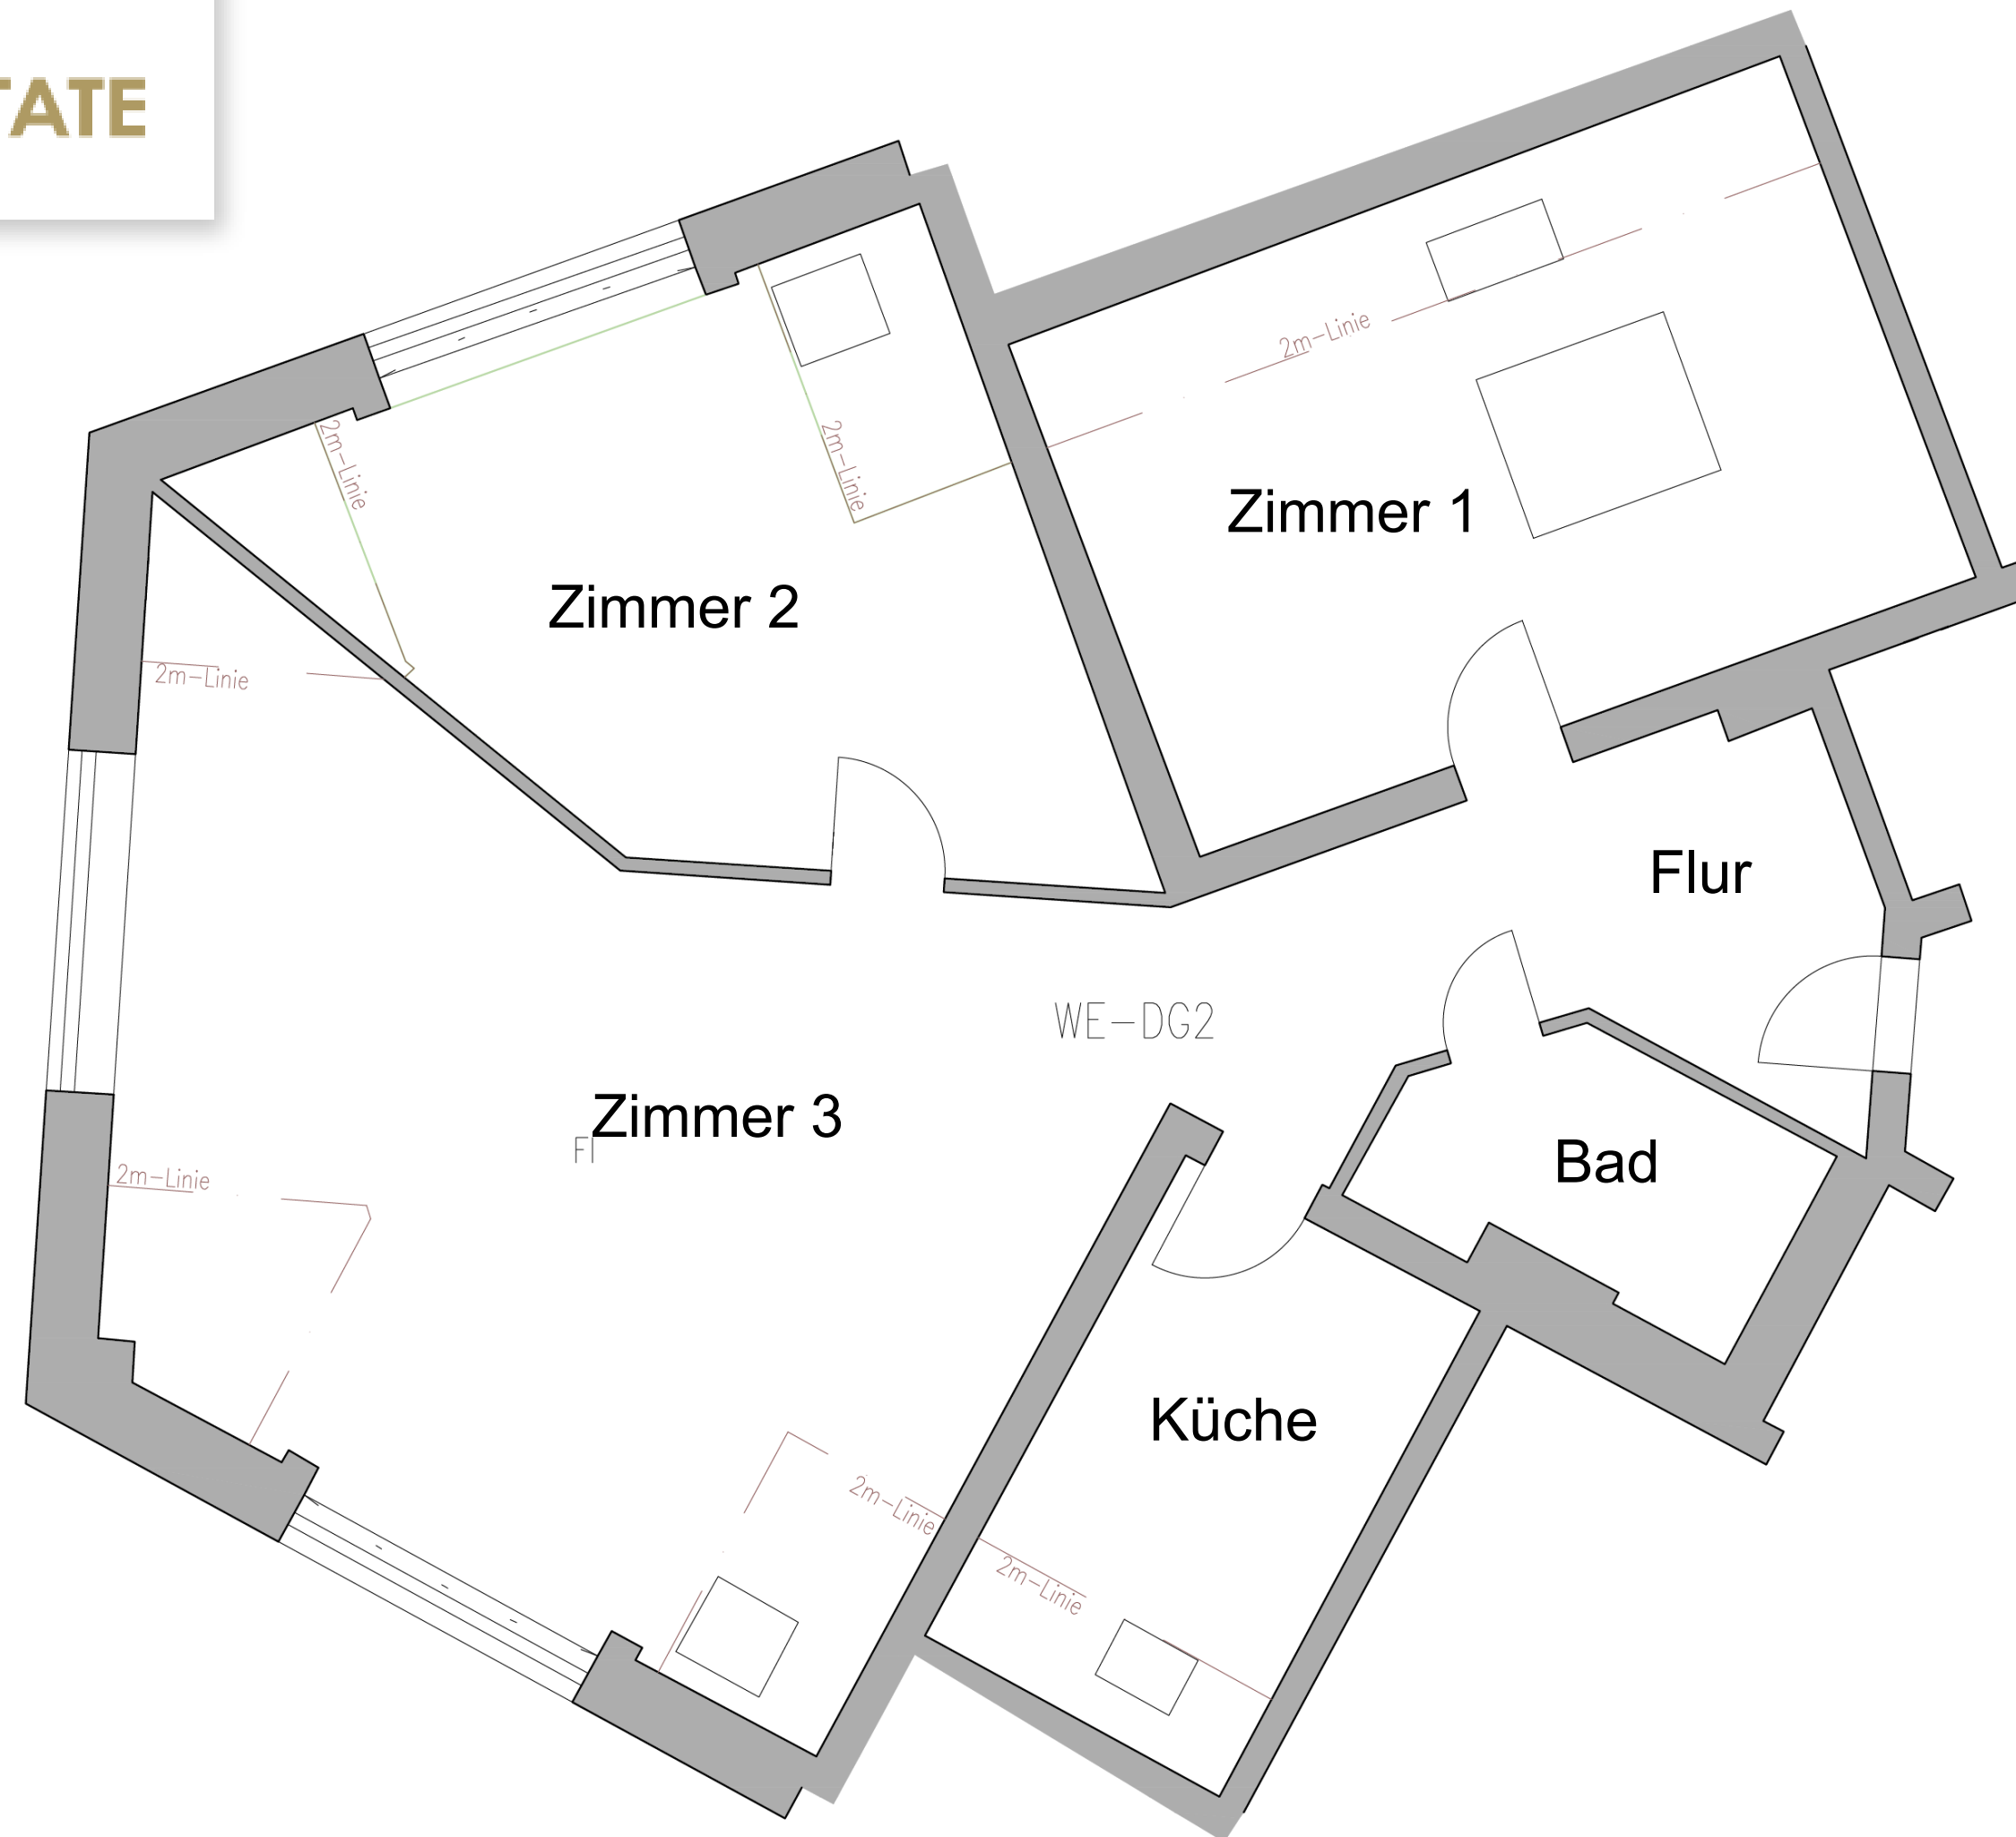 TATE
2m-Linie
2m-Linie
2m-Linie
Zimmer 1
Zimmer 2
2m-Linie
Flur
WE-DG2
Zimmer 3
FI
Bad
2m-Linie
Küche
2m-Linie
2m-Linie